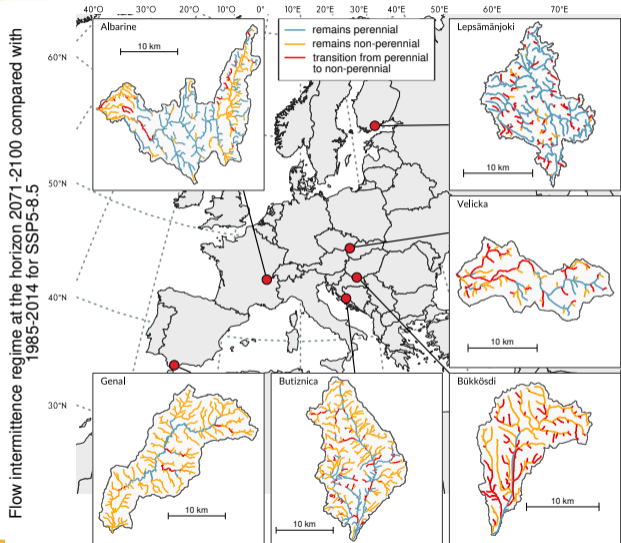 Flow intermittence regime at the horizon 2071-2100 compared with
1985-2014 for SSP5-8.5
40°O 30°O 20°O 10°O 0° 10°E 20°E 30°E 40°E 50°E 60°E 70°E
60°N
50°N
40°N
30°N
remains perennial
remains non-perennial
transition from perennial
to non-perennial
Albarine
10 km
Lepsämänjoki
10 km
Velicka
10 km
Genal
10 km
Butiznica
10 km
Bükkösdi
10 km